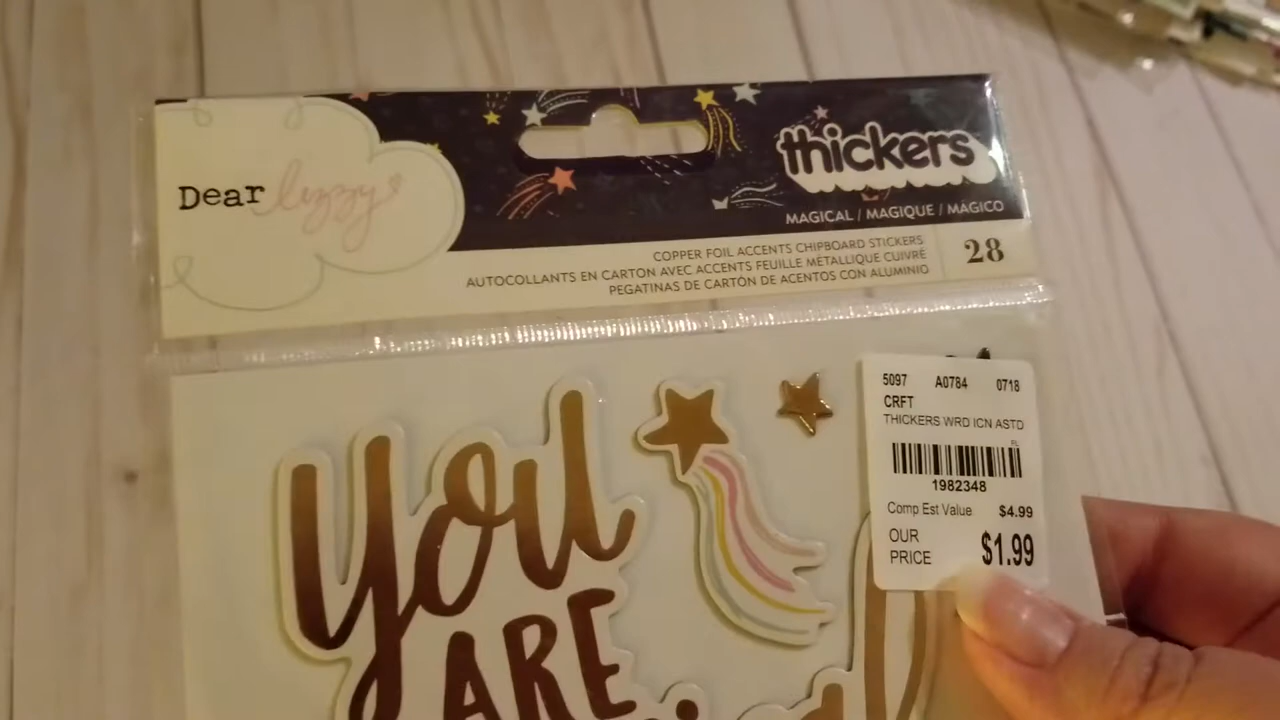 Dear lizzy
thickers
MAGICAL / MAGIQUE / MÁGICO
COPPER FOIL ACCENTS CHIPBOARD STICKERS
AUTOCOLLANTS EN CARTON AVEC ACCENTS FEUILLE MÉTALLIQUE CUIVRÉ
PEGATINAS DE CARTÓN DE ACENTOS CON ALUMINIO
28
5097 A0784 0718
CRFT
THICKERS WRD ICN ASTD
1982348
Comp Est Value $4.99
OUR
PRICE $1.99
you
ARE